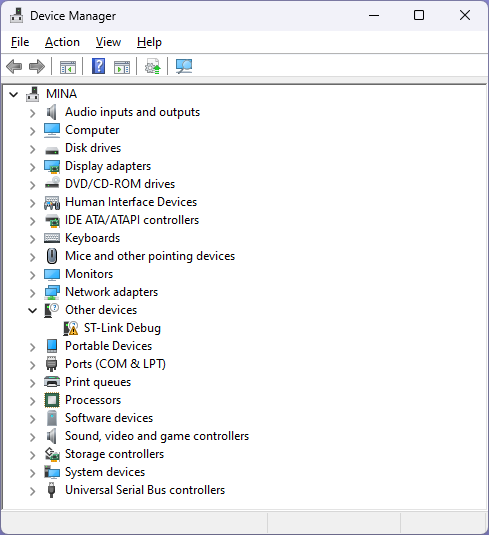 Device Manager
File Action View Help
MINA
Audio inputs and outputs
Computer
Disk drives
Display adapters
DVD/CD-ROM drives
Human Interface Devices
IDE ATA/ATAPI controllers
Keyboards
Mice and other pointing devices
Monitors
Network adapters
Other devices
ST-Link Debug
Portable Devices
Ports (COM & LPT)
Print queues
Processors
Software devices
Sound, video and game controllers
Storage controllers
System devices
Universal Serial Bus controllers